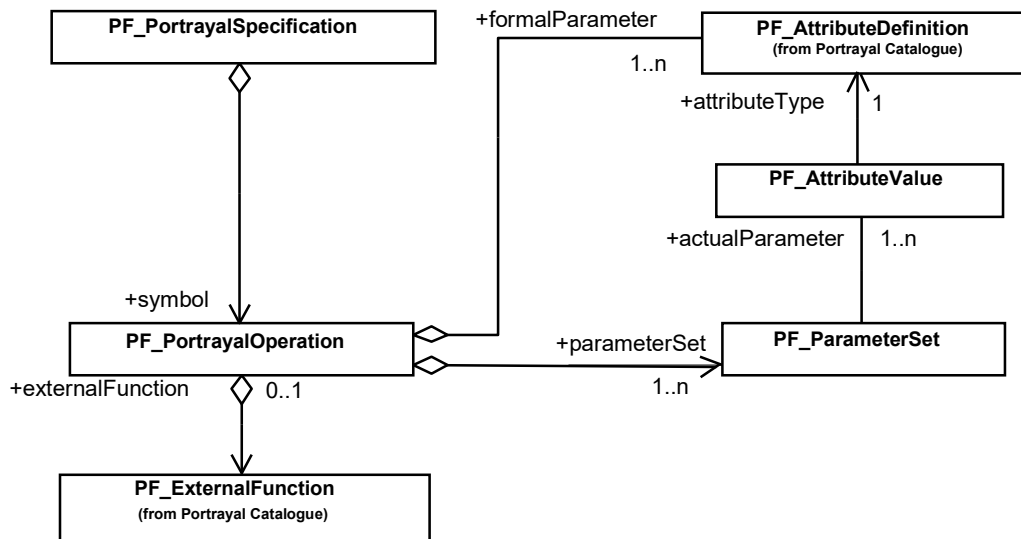 PF_PortrayalSpecification
+formalParameter
1..n
PF_AttributeDefinition
(from Portrayal Catalogue)
+attributeType
1
PF_AttributeValue
+actualParameter
1..n
+symbol
PF_PortrayalOperation
+parameterSet
1..n
PF_ParameterSet
+externalFunction
0..1
PF_ExternalFunction
(from Portrayal Catalogue)